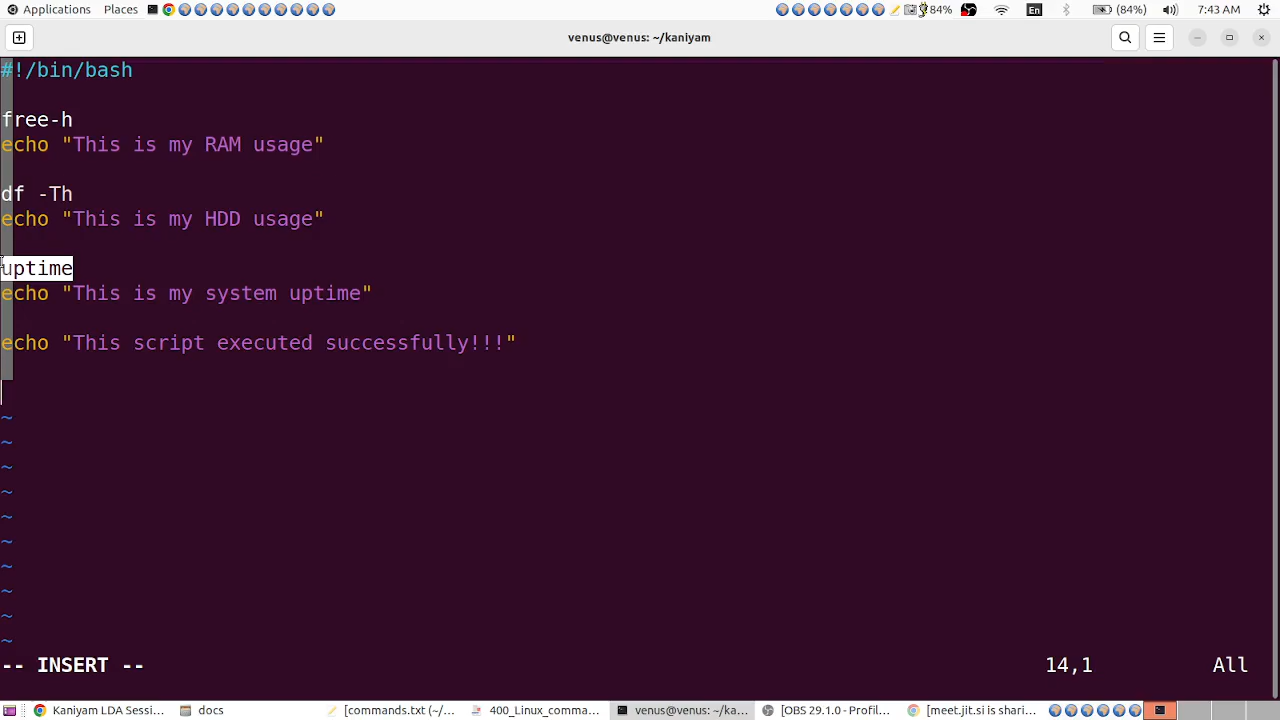 Applications Places 84% En (84%) 7:43 AM
venus@venus: ~/kaniyam
#!/bin/bash
free-h
echo "This is my RAM usage"
df -Th
echo "This is my HDD usage"
uptime
echo "This is my system uptime"
echo "This script executed successfully!!!"
~
~
~
~
~
~
~
~
~
~
-- INSERT -- 14,1 All
Kaniyam LDA Sessi... docs [commands.txt (~/... 400_Linux_comma... venus@venus: ~/ka... [OBS 29.1.0 - Profil... [meet.jit.si is shari...